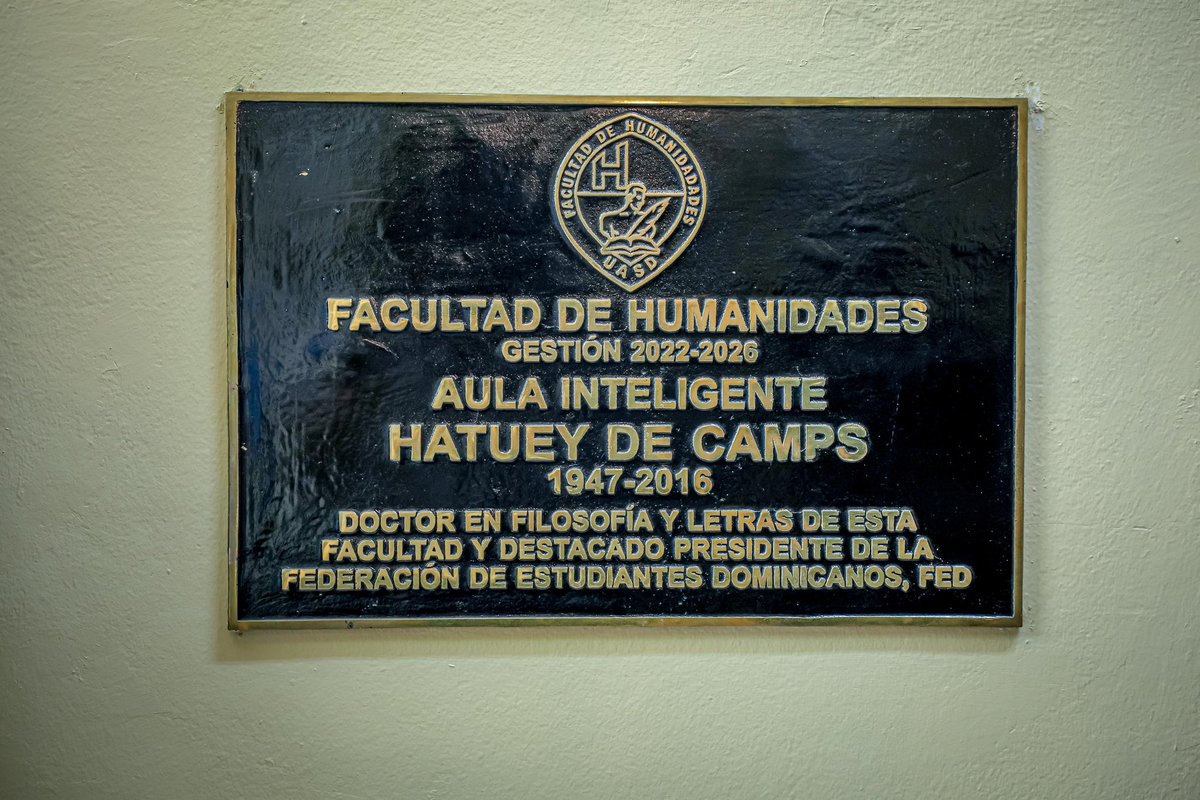 FACULTAD DE HUMANIDADADES
H
UASD
FACULTAD DE HUMANIDADES
GESTIÓN 2022-2026
AULA INTELIGENTE
HATUEY DE CAMPS
1947-2016
DOCTOR EN FILOSOFÍA Y LETRAS DE ESTA
FACULTAD Y DESTACADO PRESIDENTE DE LA
FEDERACIÓN DE ESTUDIANTES DOMINICANOS, FED